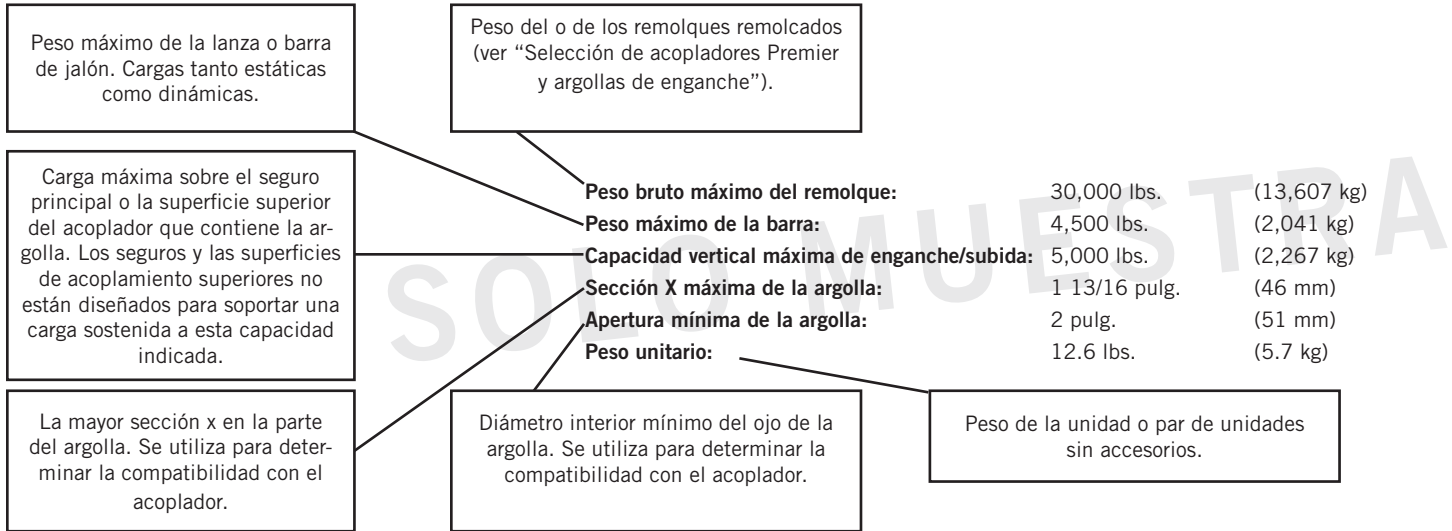 Peso máximo de la lanza o barra
de jalón. Cargas tanto estáticas
como dinámicas.
Peso del o de los remolques remolcados
(ver “Selección de acopladores Premier
y argollas de enganche”).
Carga máxima sobre el seguro
principal o la superficie superior
del acoplador que contiene la ar-
golla. Los seguros y las superficies
de acoplamiento superiores no
están diseñados para soportar una
carga sostenida a esta capacidad
indicada.
Peso bruto máximo del remolque: 30,000 lbs. (13,607 kg)
Peso máximo de la barra: 4,500 lbs. (2,041 kg)
Capacidad vertical máxima de enganche/subida: 5,000 lbs. (2,267 kg)
Sección X máxima de la argolla: 1 13/16 pulg. (46 mm)
Apertura mínima de la argolla: 2 pulg. (51 mm)
Peso unitario: 12.6 lbs. (5.7 kg)
SOLO MUESTRA
La mayor sección x en la parte
del argolla. Se utiliza para deter-
minar la compatibilidad con el
acoplador.
Diámetro interior mínimo del ojo de la
argolla. Se utiliza para determinar la
compatibilidad con el acoplador.
Peso de la unidad o par de unidades
sin accesorios.